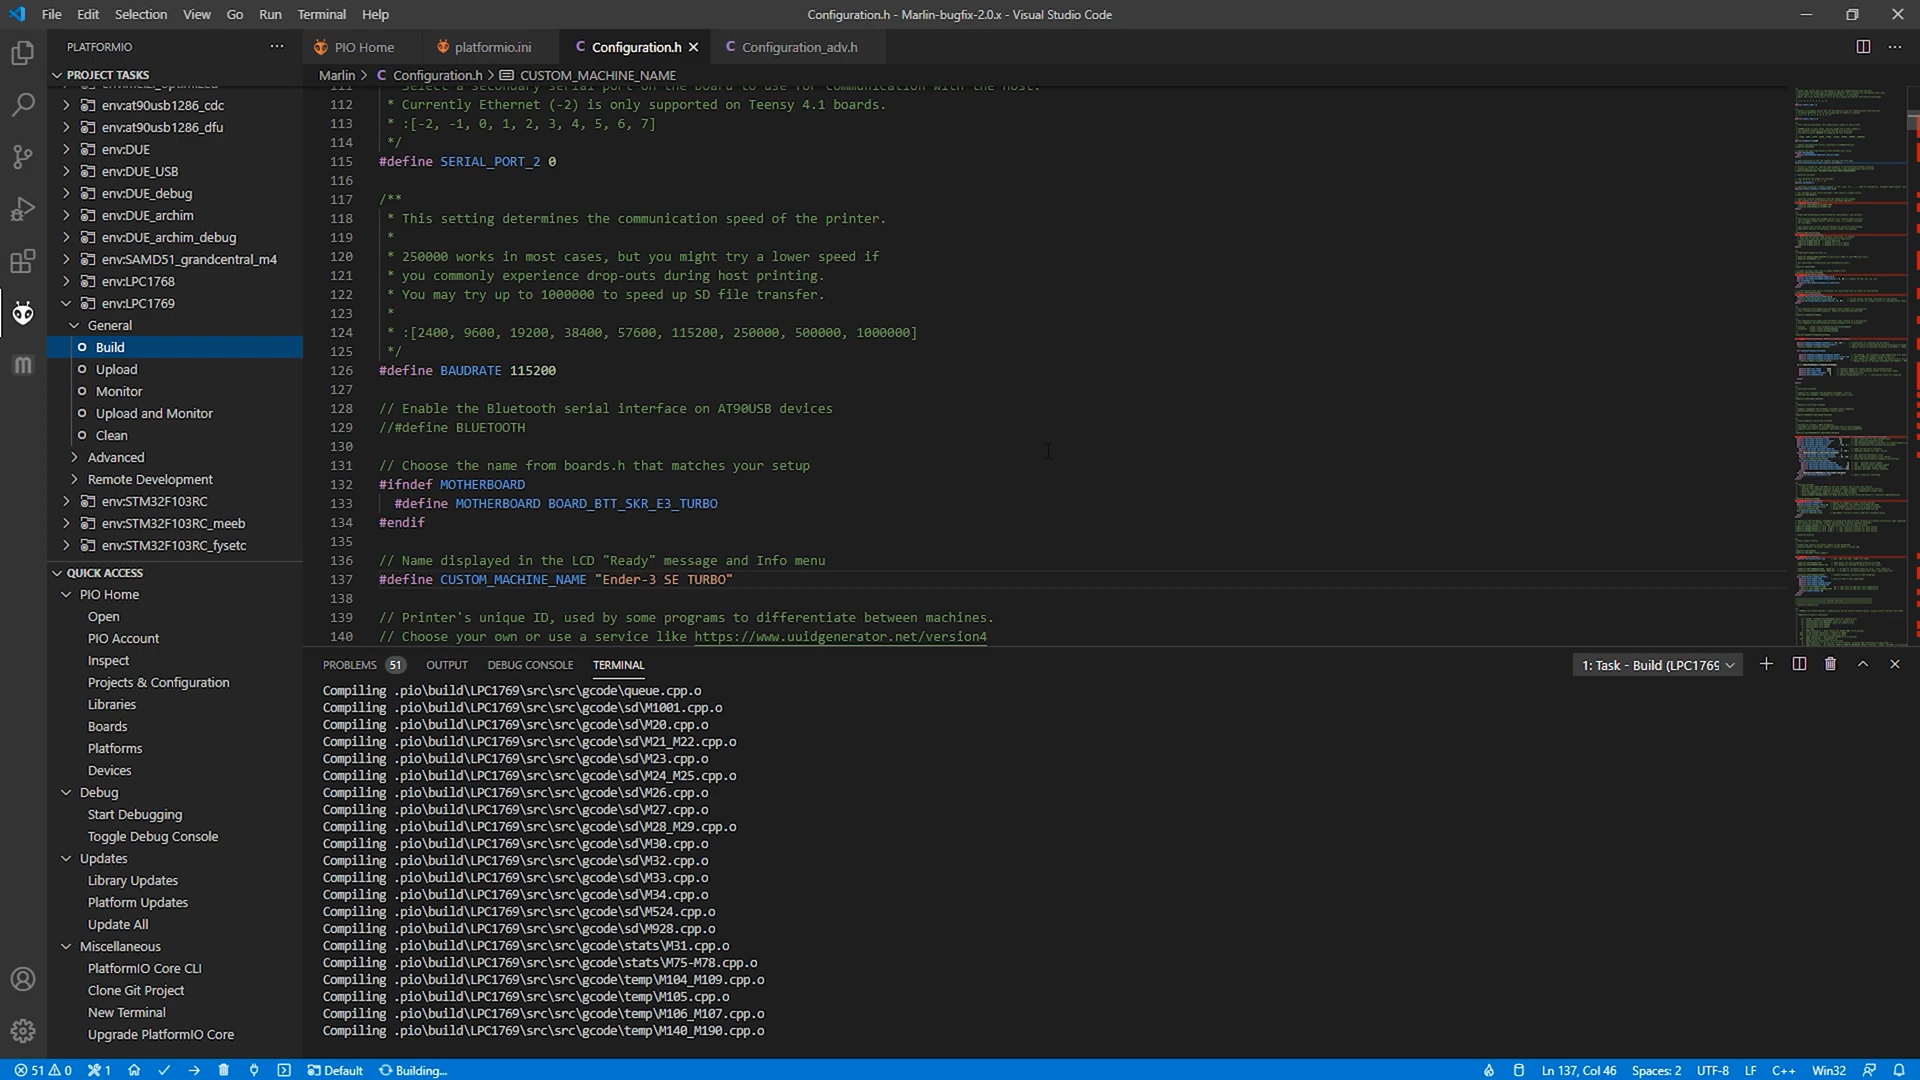 File Edit Selection View Go Run Terminal Help
Configuration.h - Marlin-bugfix-2.0.x - Visual Studio Code
PLATFORMIO
PIO Home
platformio.ini
Configuration.h
Configuration_adv.h
PROJECT TASKS
env:at90usb1286_cdc
env:at90usb1286_dfu
env:DUE
env:DUE_USB
env:DUE_debug
env:DUE_archim
env:DUE_archim_debug
env:SAMD51_grandcentral_m4
env:LPC1768
env:LPC1769
General
Build
Upload
Monitor
Upload and Monitor
Clean
Advanced
Remote Development
env:STM32F103RC
env:STM32F103RC_meeb
env:STM32F103RC_fysetc
QUICK ACCESS
PIO Home
Open
PIO Account
Inspect
Projects & Configuration
Libraries
Boards
Platforms
Devices
Debug
Start Debugging
Toggle Debug Console
Updates
Library Updates
Platform Updates
Update All
Miscellaneous
PlatformIO Core CLI
Clone Git Project
New Terminal
Upgrade PlatformIO Core
Marlin > C Configuration.h > CUSTOM_MACHINE_NAME
111 * Select a secondary serial port on the board to use for communication with the host.
112 * Currently Ethernet (-2) is only supported on Teensy 4.1 boards.
113 * :[-2, -1, 0, 1, 2, 3, 4, 5, 6, 7]
114 */
115 #define SERIAL_PORT_2 0
116
117 /**
118 * This setting determines the communication speed of the printer.
119 *
120 * 250000 works in most cases, but you might try a lower speed if
121 * you commonly experience drop-outs during host printing.
122 * You may try up to 1000000 to speed up SD file transfer.
123 *
124 * :[2400, 9600, 19200, 38400, 57600, 115200, 250000, 500000, 1000000]
125 */
126 #define BAUDRATE 115200
127
128 // Enable the Bluetooth serial interface on AT90USB devices
129 //#define BLUETOOTH
130
131 // Choose the name from boards.h that matches your setup
132 #ifndef MOTHERBOARD
133 #define MOTHERBOARD BOARD_BTT_SKR_E3_TURBO
134 #endif
135
136 // Name displayed in the LCD "Ready" message and Info menu
137 #define CUSTOM_MACHINE_NAME "Ender-3 SE TURBO"
138
139 // Printer's unique ID, used by some programs to differentiate between machines.
140 // Choose your own or use a service like https://www.uuidgenerator.net/version4
PROBLEMS 51 OUTPUT DEBUG CONSOLE TERMINAL
1: Task - Build (LPC1769
Compiling .pio\build\LPC1769\src\src\gcode\queue.cpp.o
Compiling .pio\build\LPC1769\src\src\gcode\sd\M1001.cpp.o
Compiling .pio\build\LPC1769\src\src\gcode\sd\M20.cpp.o
Compiling .pio\build\LPC1769\src\src\gcode\sd\M21_M22.cpp.o
Compiling .pio\build\LPC1769\src\src\gcode\sd\M23.cpp.o
Compiling .pio\build\LPC1769\src\src\gcode\sd\M24_M25.cpp.o
Compiling .pio\build\LPC1769\src\src\gcode\sd\M26.cpp.o
Compiling .pio\build\LPC1769\src\src\gcode\sd\M27.cpp.o
Compiling .pio\build\LPC1769\src\src\gcode\sd\M28_M29.cpp.o
Compiling .pio\build\LPC1769\src\src\gcode\sd\M30.cpp.o
Compiling .pio\build\LPC1769\src\src\gcode\sd\M32.cpp.o
Compiling .pio\build\LPC1769\src\src\gcode\sd\M33.cpp.o
Compiling .pio\build\LPC1769\src\src\gcode\sd\M34.cpp.o
Compiling .pio\build\LPC1769\src\src\gcode\sd\M524.cpp.o
Compiling .pio\build\LPC1769\src\src\gcode\sd\M928.cpp.o
Compiling .pio\build\LPC1769\src\src\gcode\stats\M31.cpp.o
Compiling .pio\build\LPC1769\src\src\gcode\stats\M75-M78.cpp.o
Compiling .pio\build\LPC1769\src\src\gcode\temp\M104_M109.cpp.o
Compiling .pio\build\LPC1769\src\src\gcode\temp\M105.cpp.o
Compiling .pio\build\LPC1769\src\src\gcode\temp\M106_M107.cpp.o
Compiling .pio\build\LPC1769\src\src\gcode\temp\M140_M190.cpp.o
51 0 1 Default Building... Ln 137, Col 46 Spaces: 2 UTF-8 LF C++ Win32